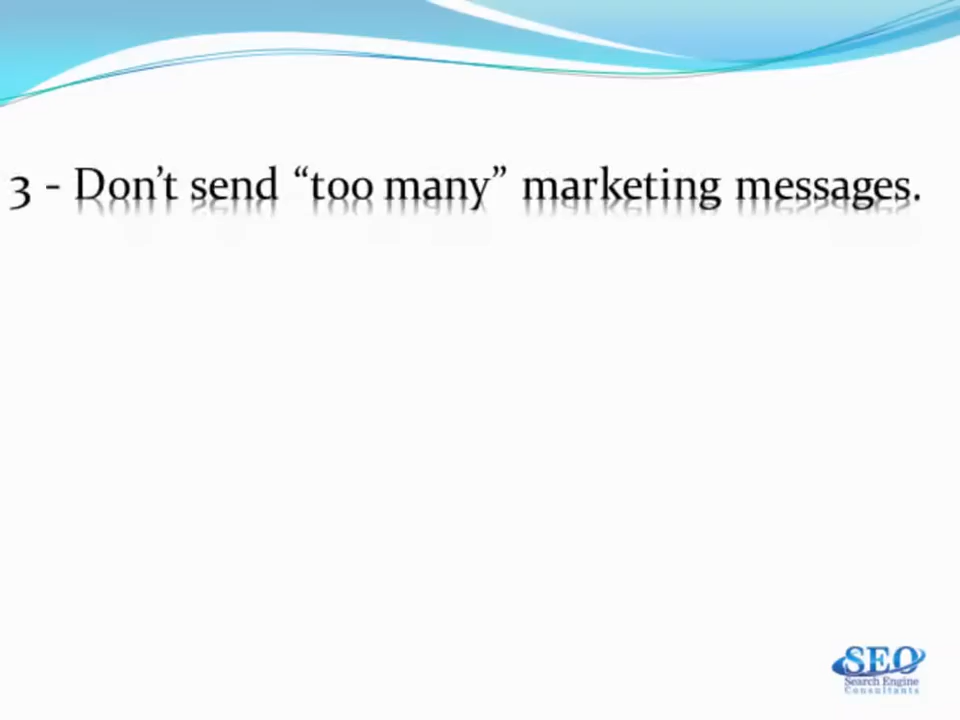 3 - Don’t send “too many” marketing messages.
SEO
Search Engine
Consultants